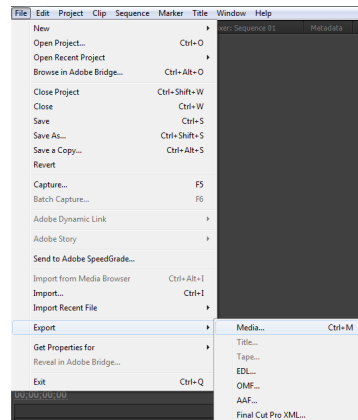 File Edit Project Clip Sequence Marker Title Window Help
New
Open Project... Ctrl+O
Open Recent Project
Browse in Adobe Bridge... Ctrl+Alt+O
Close Project Ctrl+Shift+W
Close Ctrl+W
Save Ctrl+S
Save As... Ctrl+Shift+S
Save a Copy... Ctrl+Alt+S
Revert
Capture... F5
Batch Capture... F6
Adobe Dynamic Link
Adobe Story
Send to Adobe SpeedGrade...
Import from Media Browser Ctrl+Alt+I
Import... Ctrl+I
Import Recent File
Export
Get Properties for
Reveal in Adobe Bridge...
Exit Ctrl+Q
ixer: Sequence 01 Metadata
Media... Ctrl+M
Title...
Tape...
EDL...
OMF...
AAF...
Final Cut Pro XML...
00;00;00;00